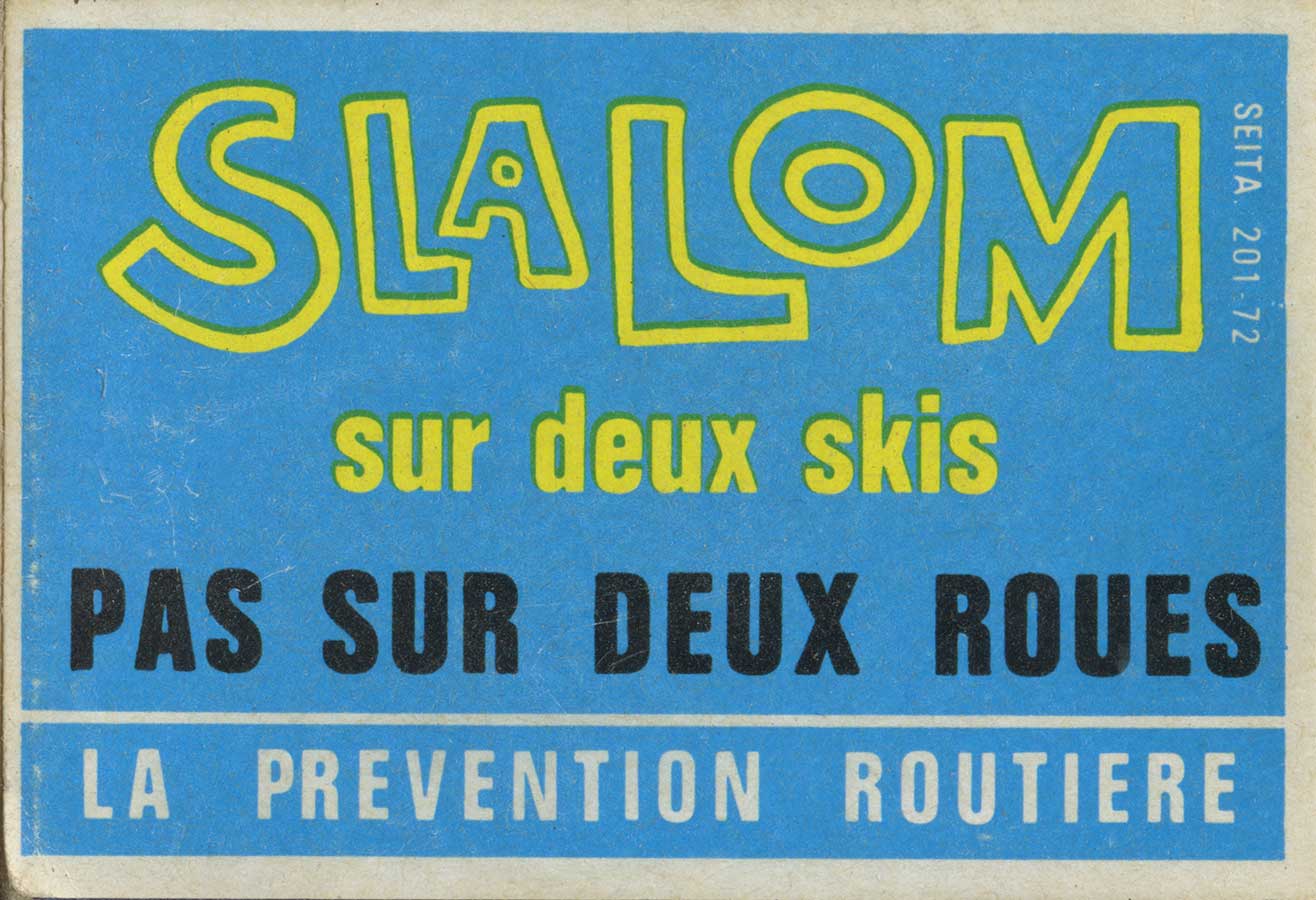 SLALOM
sur deux skis
PAS SUR DEUX ROUES
LA PREVENTION ROUTIERE
SEITA. 201-72